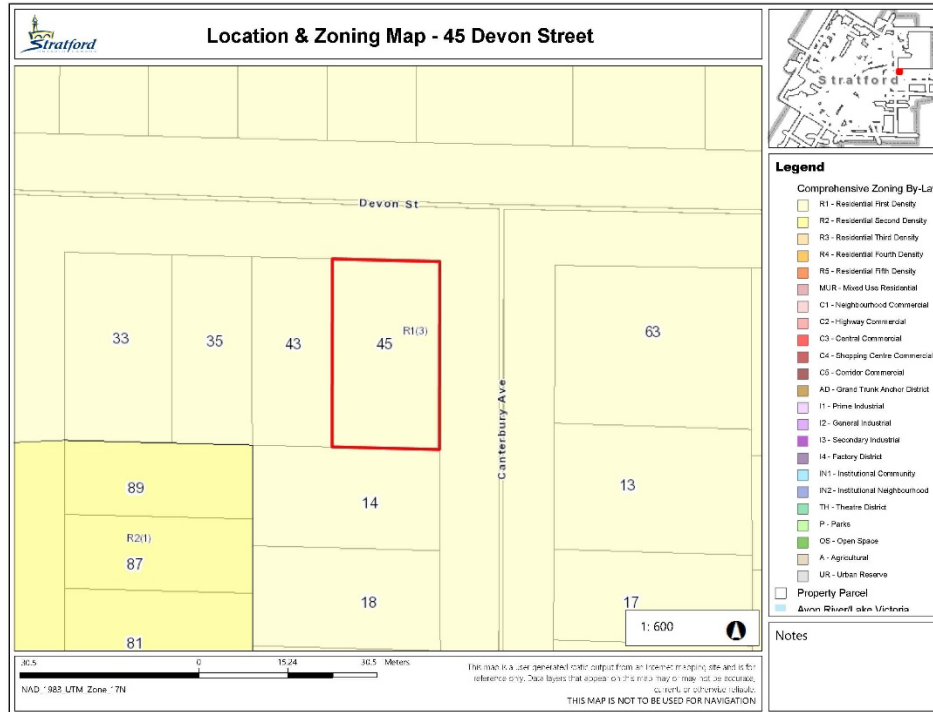 Stratford
Location & Zoning Map - 45 Devon Street
Stratford
Devon St
Canterbury Ave
33
35
43
45
R1(3)
63
89
14
13
R2(1)
87
18
17
81
1: 600
Legend
Comprehensive Zoning By-La
R1 - Residential First Density
R2 - Residential Second Density
R3 - Residential Third Density
R4 - Residential Fourth Density
R5 - Residential Fifth Density
MUR - Mixed Use Residential
C1 - Neighbourhood Commercial
C2 - Highway Commercial
C3 - Central Commercial
C4 - Shopping Centre Commercial
C5 - Corridor Commercial
AD - Grand Trunk Anchor District
I1 - Prime Industrial
I2 - General Industrial
I3 - Secondary Industrial
I4 - Factory District
IN1 - Institutional Community
IN2 - Institutional Neighbourhood
TH - Theatre District
P - Parks
OS - Open Space
A - Agricultural
UR - Urban Reserve
Property Parcel
Avon River/Lake Victoria
Notes
30.5 0 15.24 30.5 Meters
NAD_1983_UTM_Zone_17N
This map is a user generated static output from an Internet mapping site and is for
reference only. Data layers that appear on this map may or may not be accurate,
current, or otherwise reliable.
THIS MAP IS NOT TO BE USED FOR NAVIGATION